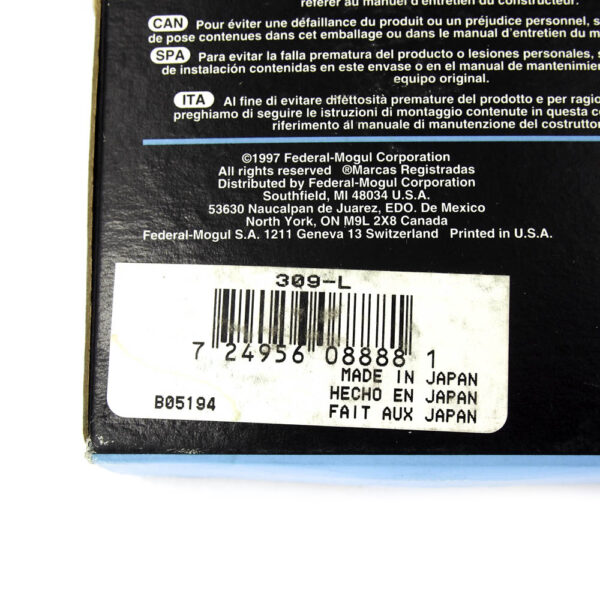 référer au manuel d'entretien du constructeur.
CAN Pour éviter une défaillance du produit ou un préjudice personnel, s
de pose contenues dans cet emballage ou dans le manuel d'entretien du m
SPA Para evitar la falla prematura del producto o lesiones personales, s
de instalación contenidas en este envase o en el manual de mantenimie
equipo original.
ITA Al fine di evitare difèttosità premature del prodotto e per ragio
preghiamo di seguire le istruzioni di montaggio contenute in questa co
riferimento ál manuale di manutenzione del costrutto
©1997 Federal-Mogul Corporation
All rights reserved ®Marcas Registradas
Distributed by Federal-Mogul Corporation
Southfield, MI 48034 U.S.A.
53630 Naucalpan de Juarez, EDO. De Mexico
North York, ON M9L 2X8 Canada
Federal-Mogul S.A. 1211 Geneva 13 Switzerland Printed in U.S.A.
309-L
7 24956 08888 1
MADE IN JAPAN
HECHO EN JAPAN
B05194 FAIT AUX JAPAN